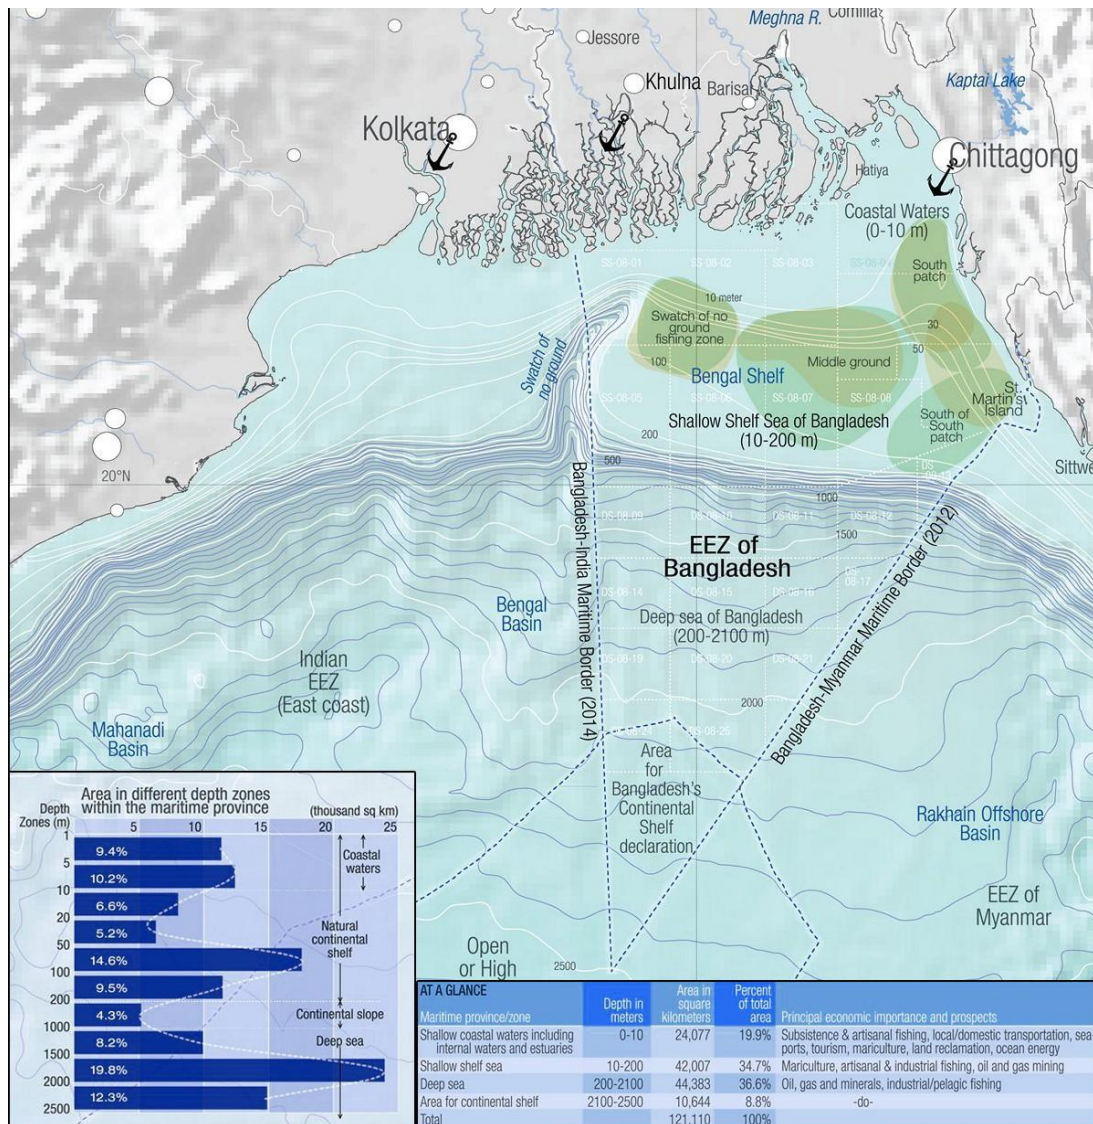 Meghna R.
Comilla
Jessore
Kaptai Lake
Khulna
Barisal
Kolkata
Chittagong
Hatiya
Coastal Waters
(0-10 m)
SS-08-01
SS-08-02
SS-08-03
South
patch
10 meter
Swatch of no
ground
fishing zone
30
50
Swatch of
no ground
100
Middle ground
Bengal Shelf
SS-08-05
SS-08-06
SS-08-07
SS-08-08
St.
Martin's
Island
Shallow Shelf Sea of Bangladesh
(10-200 m)
South of
South
patch
200
500
20°N
Sittwe
1000
DS-08-09
DS-08-10
DS-08-11
DS-08-12
1500
EEZ of
Bangladesh
Bangladesh-India Maritime Border (2014)
Bangladesh-Myanmar Maritime Border (2012)
DS-
08-17
DS-08-14
DS-08-15
DS-08-16
Bengal
Basin
Deep sea of Bangladesh
(200-2100 m)
DS-08-19
DS-08-20
DS-08-21
Indian
EEZ
(East coast)
2000
Mahanadi
Basin
DS-08-24
DS-08-25
Area
for
Bangladesh's
Continental
Shelf
declaration
Rakhain Offshore
Basin
EEZ of
Myanmar
Open
or High
2500
Area in different depth zones
within the maritime province
(thousand sq km)
Depth
Zones (m)
5 10 15 20 25
1
9.4%
5
10.2%
10
6.6%
20
5.2%
50
14.6%
100
9.5%
200
4.3%
1000
8.2%
1500
19.8%
2000
12.3%
2500
Coastal
waters
Natural
continental
shelf
Continental slope
Deep sea
AT A GLANCE
Maritime province/zone
Depth in
meters
Area in
square
kilometers
Percent
of total
area
Principal economic importance and prospects
Shallow coastal waters including 0-10 24,077 19.9% Subsistence & artisanal fishing, local/domestic transportation, sea
internal waters and estuaries ports, tourism, mariculture, land reclamation, ocean energy
Shallow shelf sea 10-200 42,007 34.7% Mariculture, artisanal & industrial fishing, oil and gas mining
Deep sea 200-2100 44,383 36.6% Oil, gas and minerals, industrial/pelagic fishing
Area for continental shelf 2100-2500 10,644 8.8% -do-
Total 121,110 100%